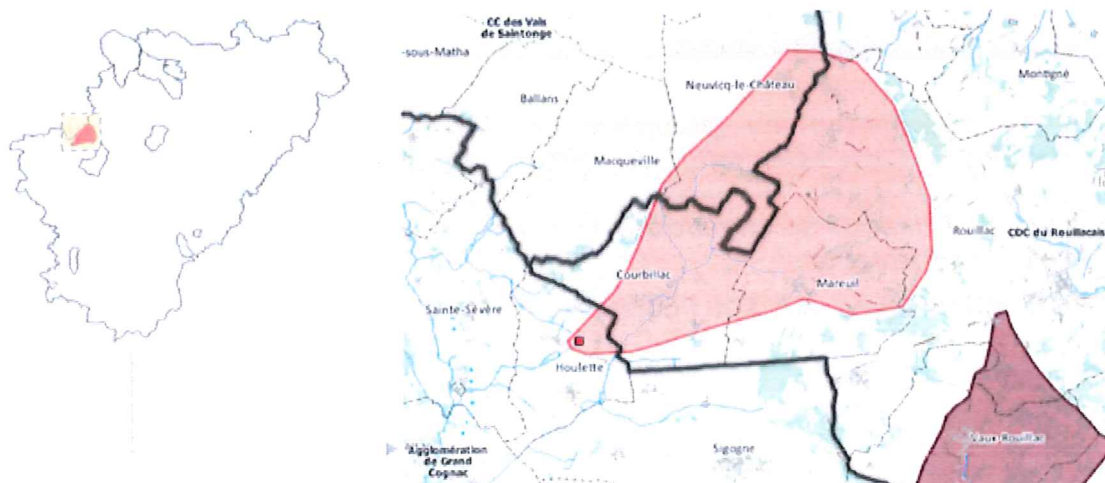 CC des Vals
de Saintonge
-sous-Matha
Montigné
Neuvicq-le-Château
Ballans
Macqueville
Rouillac
CDC du Rouillacais
Courbillac
Mareuil
Sainte-Sévère
Houlette
Vaux-Rouillac
Agglomération
de Grand
Cognac
Sigogne